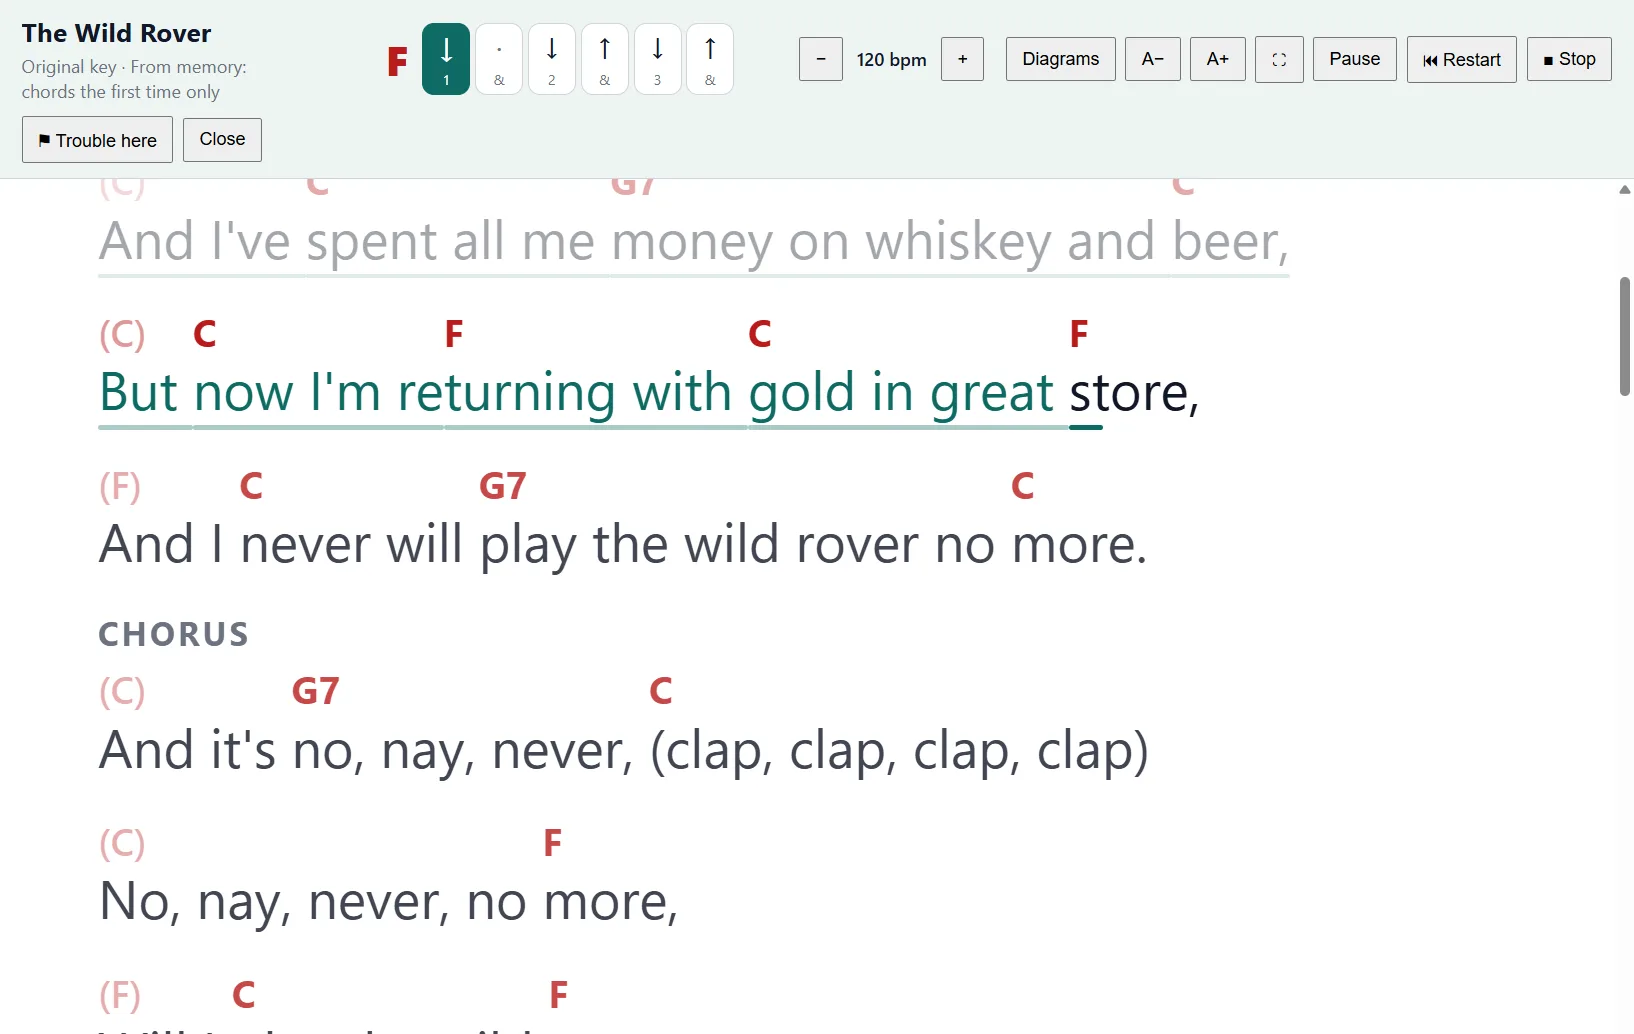 The Wild Rover
Original key · From memory:
chords the first time only
F
↓ · ↓ ↑ ↓ ↑
1 & 2 & 3 &
− 120 bpm + Diagrams A− A+ ⛶ Pause ⏮ Restart ■ Stop
⚑ Trouble here Close
(C) C G7 C
And I've spent all me money on whiskey and beer,
(C) C F C F
But now I'm returning with gold in great store,
(F) C G7 C
And I never will play the wild rover no more.
CHORUS
(C) G7 C
And it's no, nay, never, (clap, clap, clap, clap)
(C) F
No, nay, never, no more,
(F) C F